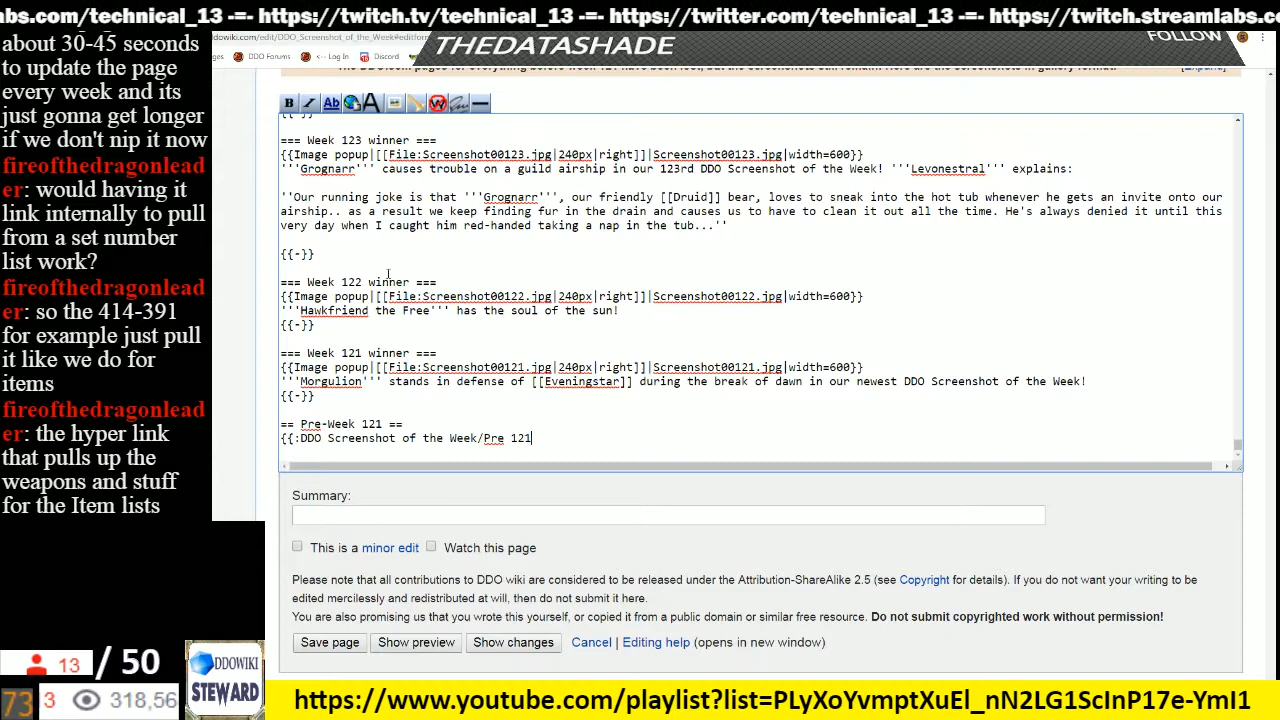 abs.com/technical_13 -=- https://twitch.tv/technical_13 -=- https://twitter.com/technical_13 -=- https://twitch.streamlabs.co
about 30-45 seconds
to update the page
every week and its
just gonna get longer
if we don't nip it now
fireofthedragonlead
er: would having it
link internally to pull
from a set number
list work?
fireofthedragonlead
er: so the 414-391
for example just pull
it like we do for
items
fireofthedragonlead
er: the hyper link
that pulls up the
weapons and stuff
for the Item lists
13 / 50
73 3 318,56
DDOWIKI
STEWARD
THEDATASHADE
FOLLOW
DDO Forums <-- Log In Discord
B I Ab A W
=== Week 123 winner ===
{{Image popup|[[File:Screenshot00123.jpg|240px|right]]|Screenshot00123.jpg|width=600}}
'''Grognarr''' causes trouble on a guild airship in our 123rd DDO Screenshot of the Week! '''Levonestral''' explains:
''Our running joke is that '''Grognarr''', our friendly [[Druid]] bear, loves to sneak into the hot tub whenever he gets an invite onto our
airship.. as a result we keep finding fur in the drain and causes us to have to clean it out all the time. He's always denied it until this
very day when I caught him red-handed taking a nap in the tub...''
{{-}}
=== Week 122 winner ===
{{Image popup|[[File:Screenshot00122.jpg|240px|right]]|Screenshot00122.jpg|width=600}}
'''Hawkfriend the Free''' has the soul of the sun!
{{-}}
=== Week 121 winner ===
{{Image popup|[[File:Screenshot00121.jpg|240px|right]]|Screenshot00121.jpg|width=600}}
'''Morgulion''' stands in defense of [[Eveningstar]] during the break of dawn in our newest DDO Screenshot of the Week!
{{-}}
== Pre-Week 121 ==
{{:DDO Screenshot of the Week/Pre 121
Summary:
This is a minor edit Watch this page
Please note that all contributions to DDO wiki are considered to be released under the Attribution-ShareAlike 2.5 (see Copyright for details). If you do not want your writing to be
edited mercilessly and redistributed at will, then do not submit it here.
You are also promising us that you wrote this yourself, or copied it from a public domain or similar free resource. Do not submit copyrighted work without permission!
Save page Show preview Show changes Cancel | Editing help (opens in new window)
https://www.youtube.com/playlist?list=PLyXoYvmptXuEl_nN2LG1ScInP17e-YmI1